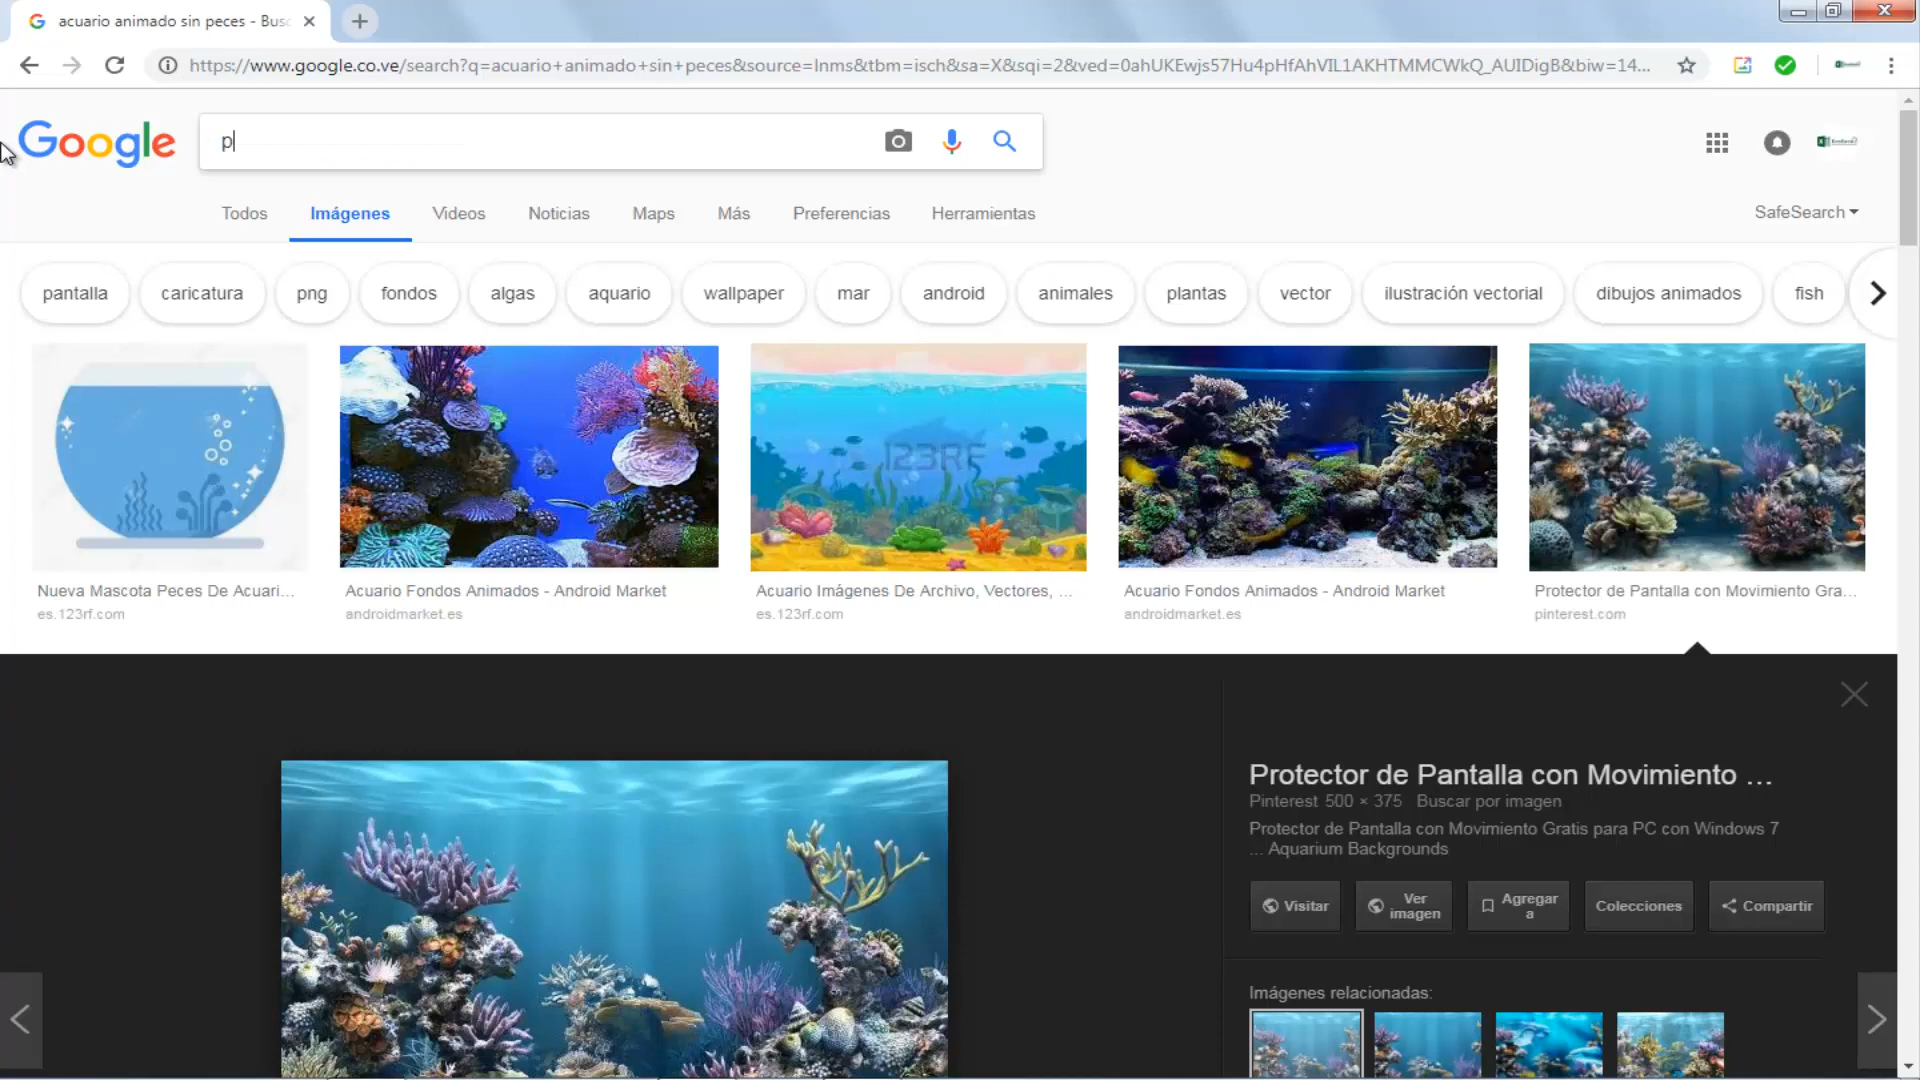 acuario animado sin peces - Busc
https://www.google.co.ve/search?q=acuario+animado+sin+peces&source=lnms&tbm=isch&sa=X&sqi=2&ved=0ahUKEwjs57Hu4pHfAhVIL1AKHTMMCWkQ_AUIDigB&biw=14...
Google
p
Todos Imágenes Videos Noticias Maps Más Preferencias Herramientas SafeSearch
pantalla caricatura png fondos algas aquario wallpaper mar android animales plantas vector ilustración vectorial dibujos animados fish
123RF
Nueva Mascota Peces De Acuari... Acuario Fondos Animados - Android Market Acuario Imágenes De Archivo, Vectores, ... Acuario Fondos Animados - Android Market Protector de Pantalla con Movimiento Gra...
es.123rf.com androidmarket.es es.123rf.com androidmarket.es pinterest.com
Protector de Pantalla con Movimiento ...
Pinterest 500 × 375 Buscar por imagen
Protector de Pantalla con Movimiento Gratis para PC con Windows 7
... Aquarium Backgrounds
Visitar
Ver
imagen
Agregar
a
Colecciones
Compartir
Imágenes relacionadas: